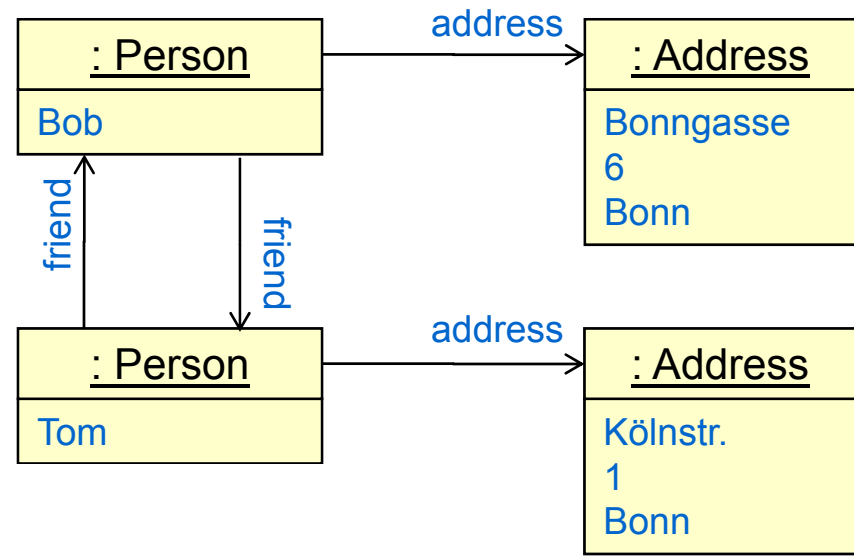 address
: Person
: Address
Bob
Bonngasse
6
Bonn
friend
friend
address
: Person
: Address
Tom
Kölnstr.
1
Bonn